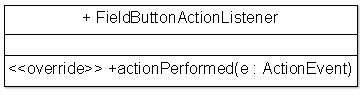 + FieldButtonActionListener
<<override>> +actionPerformed(e : ActionEvent)